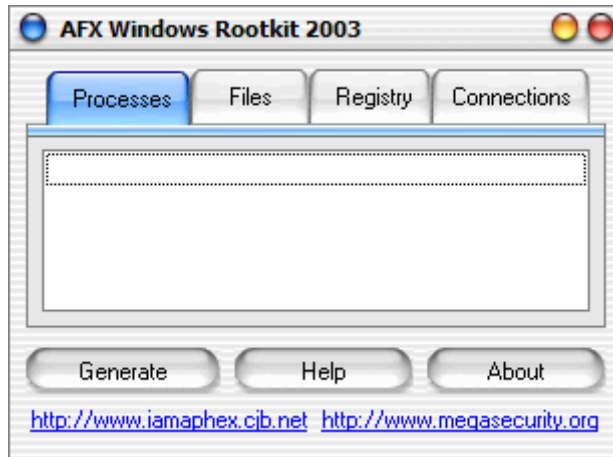 AFX Windows Rootkit 2003
Processes Files Registry Connections
Generate Help About
http://www.iamaphex.cjb.net http://www.megasecurity.org